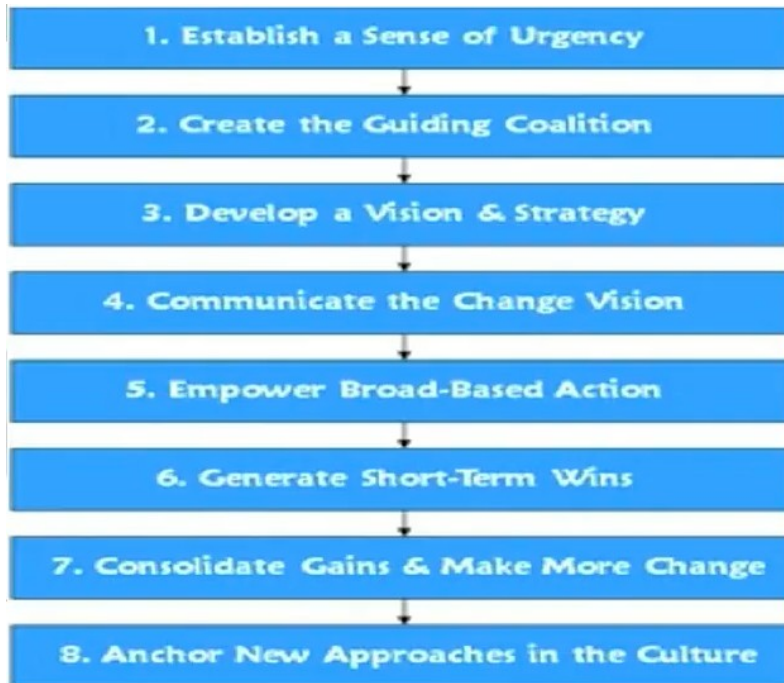 1. Establish a Sense of Urgency
2. Create the Guiding Coalition
3. Develop a Vision & Strategy
4. Communicate the Change Vision
5. Empower Broad-Based Action
6. Generate Short-Term Wins
7. Consolidate Gains & Make More Change
8. Anchor New Approaches in the Culture